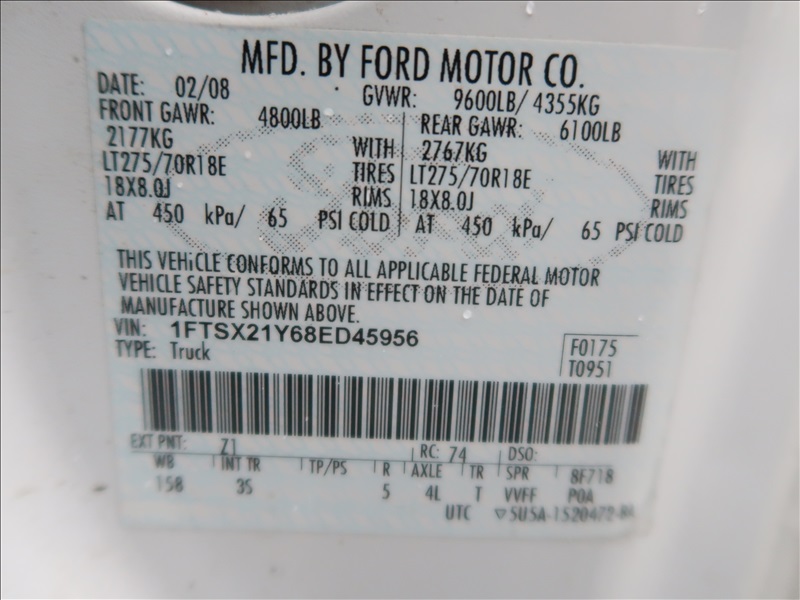 MFD. BY FORD MOTOR CO.
DATE: 02/08 GVWR: 9600LB/ 4355KG
FRONT GAWR: 4800LB REAR GAWR: 6100LB
2177KG WITH 2767KG WITH
LT275/70R18E TIRES LT275/70R18E TIRES
18X8.0J RIMS 18X8.0J RIMS
AT 450 kPa/ 65 PSI COLD AT 450 kPa/ 65 PSI COLD
THIS VEHICLE CONFORMS TO ALL APPLICABLE FEDERAL MOTOR
VEHICLE SAFETY STANDARDS IN EFFECT ON THE DATE OF
MANUFACTURE SHOWN ABOVE.
VIN: 1FTSX21Y68ED45956
TYPE: Truck
F0175
T0951
EXT PNT: Z1 RC: 74 DSO:
WB INT TR TP/PS R AXLE TR SPR 8F718
158 3S 5 4L T VVFF POA
UTC ▽5U5A-1520472-